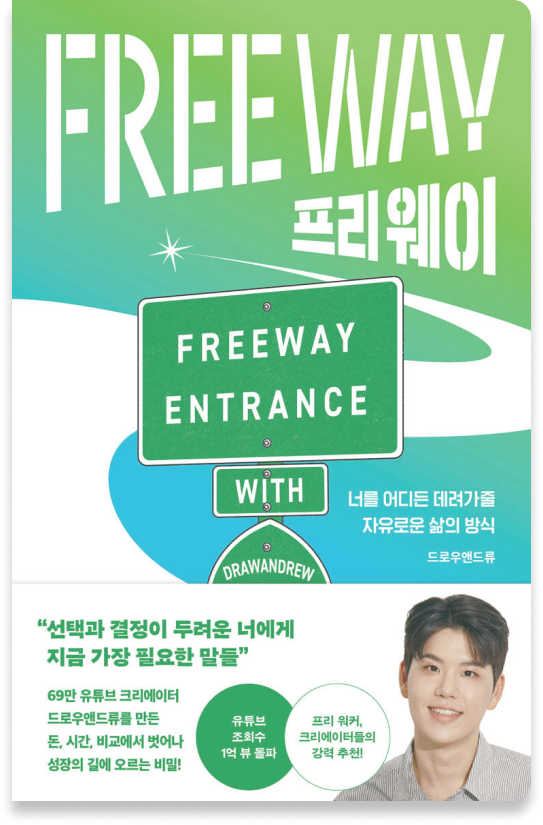 FREE WAY
프리웨이
FREEWAY
ENTRANCE
WITH
DRAWANDREW
너를 어디든 데려가줄
자유로운 삶의 방식
드로우앤드류
“선택과 결정이 두려운 너에게
지금 가장 필요한 말들”
69만 유튜브 크리에이터
드로우앤드류를 만든
돈, 시간, 비교에서 벗어나
성장의 길에 오르는 비밀!
유튜브
조회수
1억 뷰 돌파
프리 워커,
크리에이터들의
강력 추천!